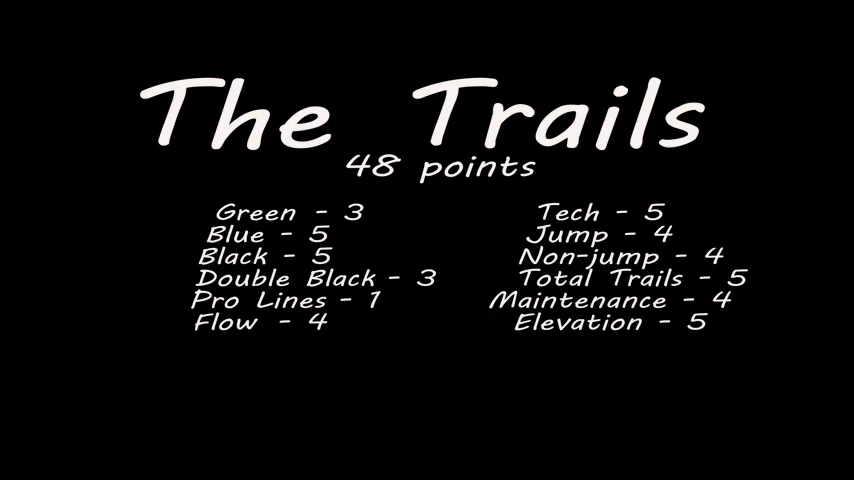 The Trails
48 points
Green - 3
Blue - 5
Black - 5
Double Black - 3
Pro Lines - 1
Flow - 4
Tech - 5
Jump - 4
Non-jump - 4
Total Trails - 5
Maintenance - 4
Elevation - 5